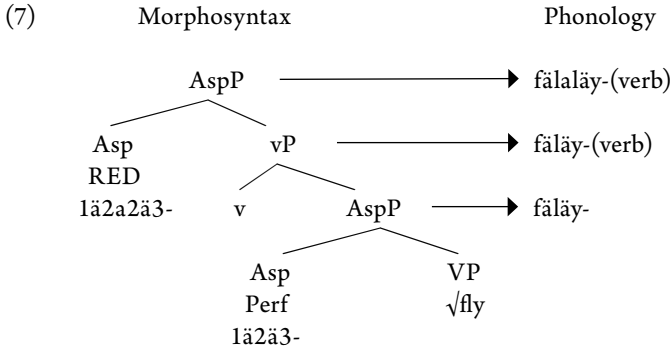 (7) Morphosyntax Phonology
AspP fälaläy-(verb)
Asp vP fäläy-(verb)
RED
1ä2a2ä3- v AspP fäläy-
Asp VP
Perf √fly
1ä2ä3-